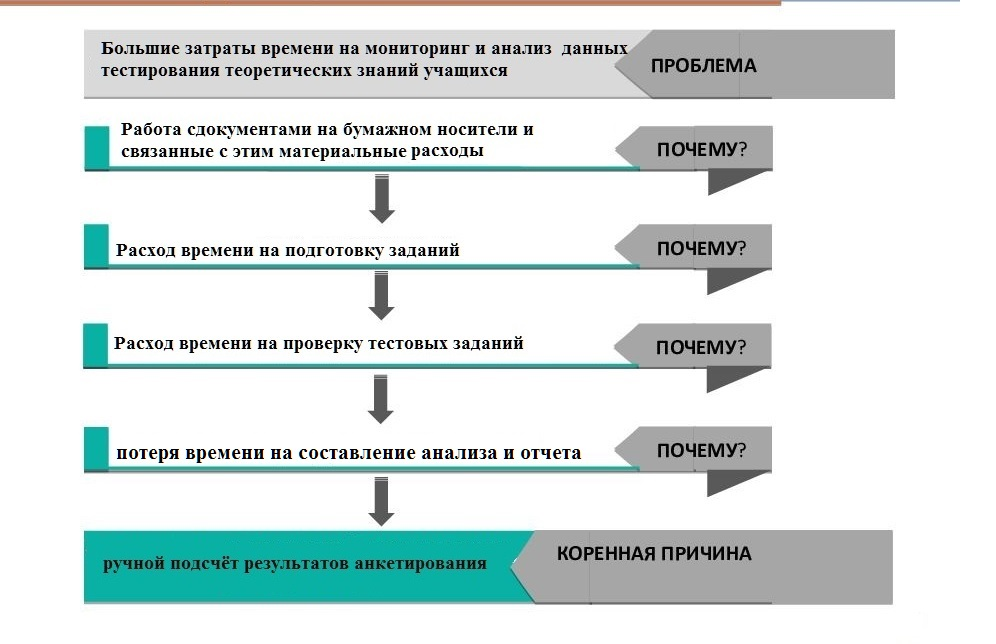 Большие затраты времени на мониторинг и анализ данных
тестирования теоретических знаний учащихся
ПРОБЛЕМА
Работа сдокументами на бумажном носители и
связанные с этим материальные расходы
ПОЧЕМУ?
Расход времени на подготовку заданий
ПОЧЕМУ?
Расход времени на проверку тестовых заданий
ПОЧЕМУ?
потеря времени на составление анализа и отчета
ПОЧЕМУ?
ручной подсчёт результатов анкетирования
КОРЕННАЯ ПРИЧИНА